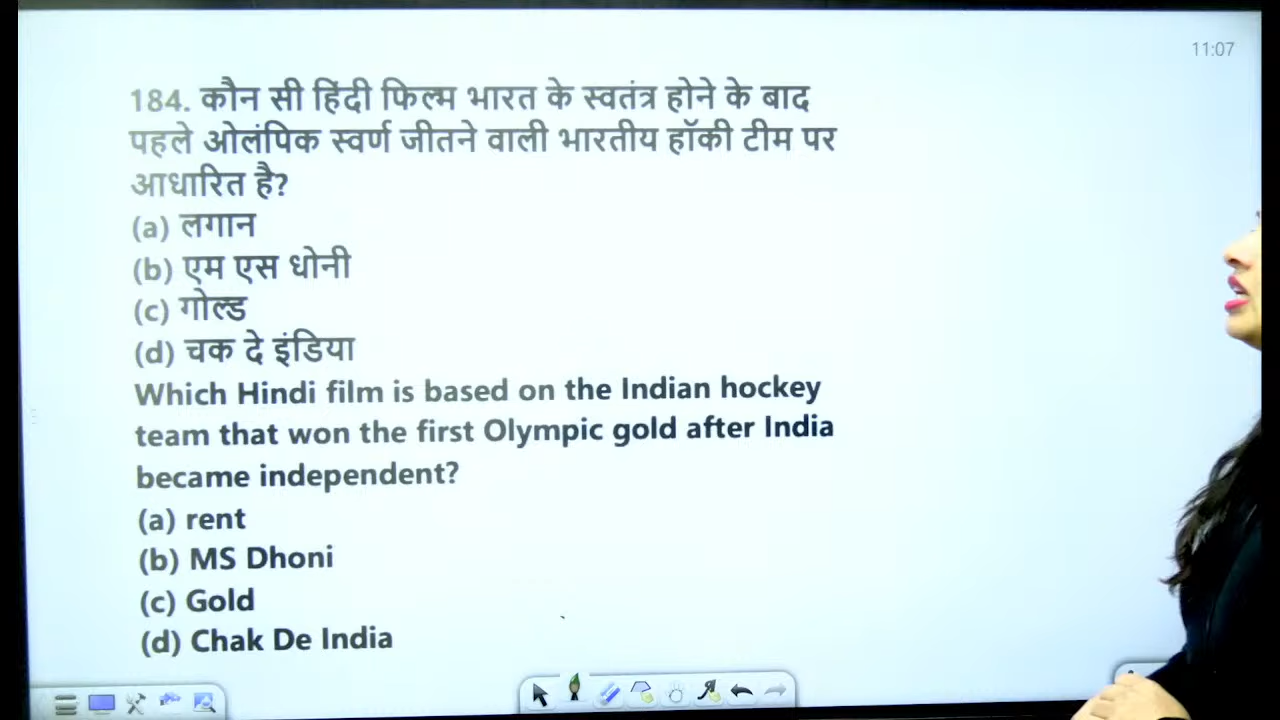 11:07
184. कौन सी हिंदी फिल्म भारत के स्वतंत्र होने के बाद
पहले ओलंपिक स्वर्ण जीतने वाली भारतीय हॉकी टीम पर
आधारित है?
(a) लगान
(b) एम एस धोनी
(c) गोल्ड
(d) चक दे इंडिया
Which Hindi film is based on the Indian hockey
team that won the first Olympic gold after India
became independent?
(a) rent
(b) MS Dhoni
(c) Gold
(d) Chak De India